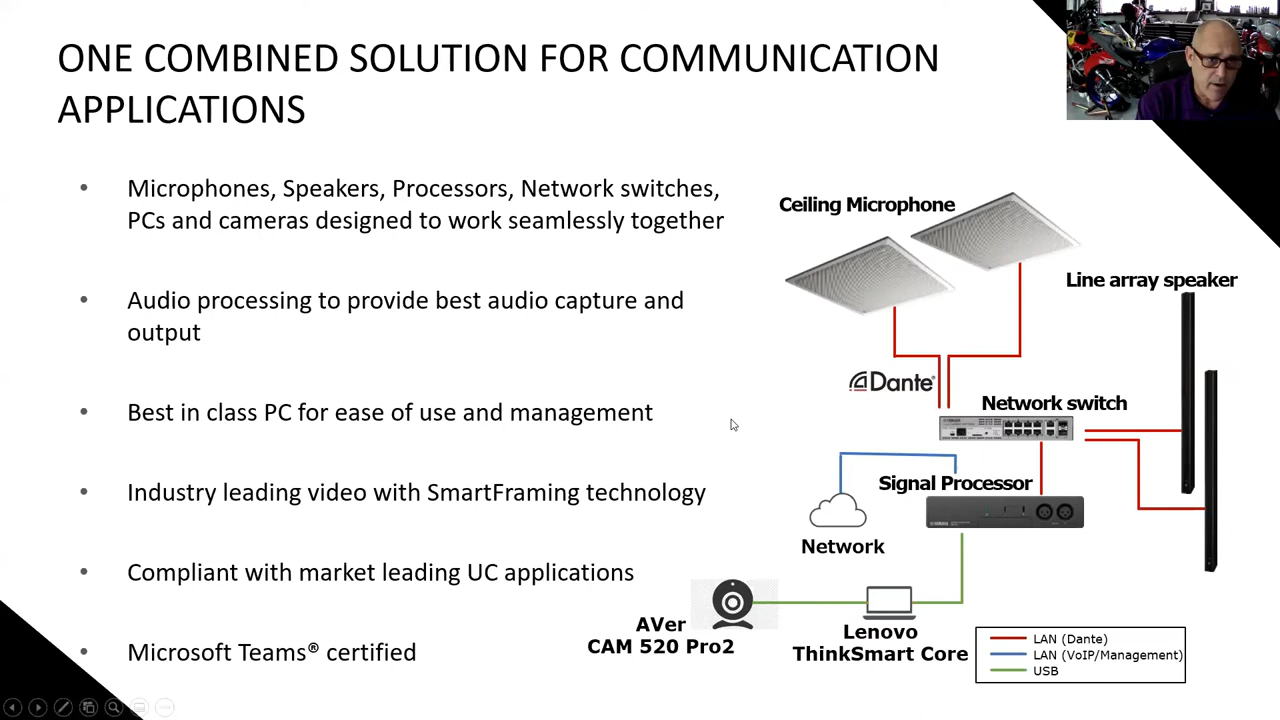 ONE COMBINED SOLUTION FOR COMMUNICATION
APPLICATIONS
• Microphones, Speakers, Processors, Network switches,
PCs and cameras designed to work seamlessly together
• Audio processing to provide best audio capture and
output
• Best in class PC for ease of use and management
• Industry leading video with SmartFraming technology
• Compliant with market leading UC applications
• Microsoft Teams® certified
Ceiling Microphone
Line array speaker
Dante®
Network switch
Signal Processor
Network
AVer
CAM 520 Pro2
Lenovo
ThinkSmart Core
LAN (Dante)
LAN (VoIP/Management)
USB